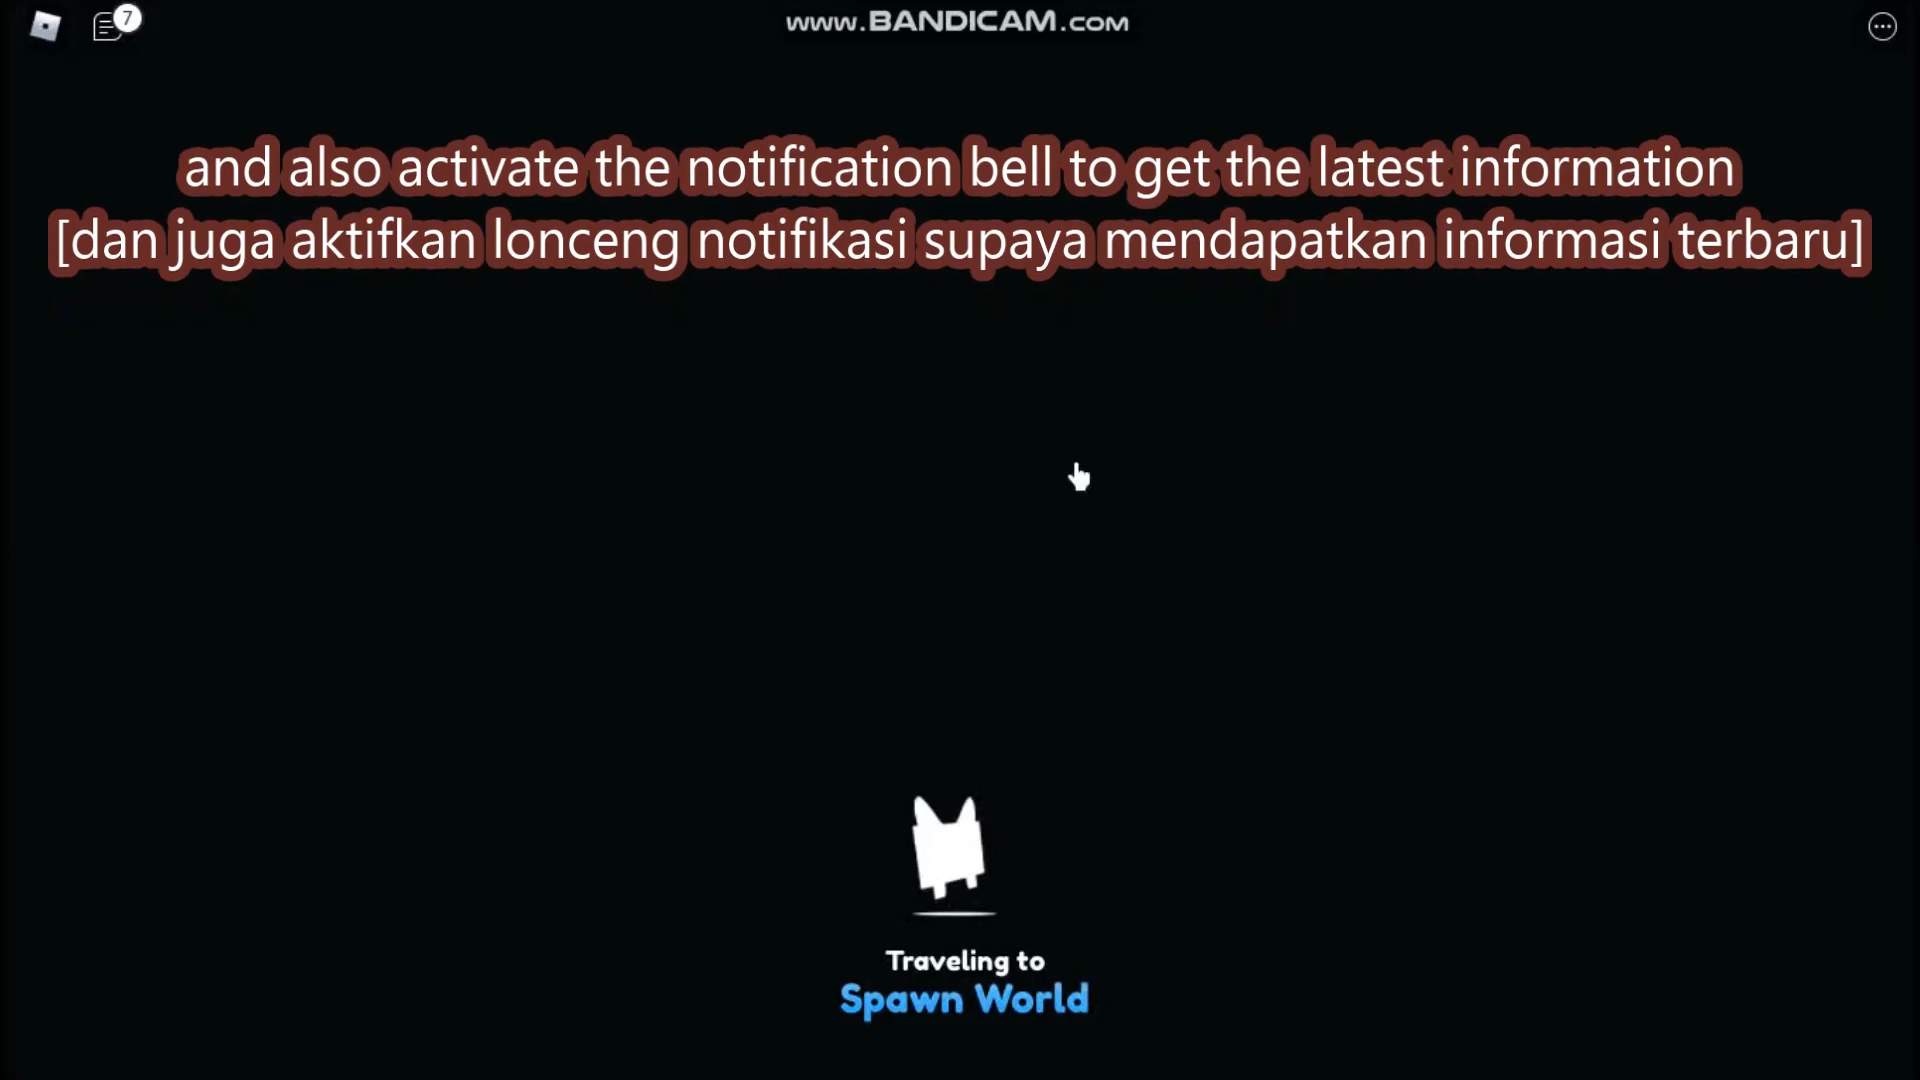 7
www.BANDICAM.com
and also activate the notification bell to get the latest information
[dan juga aktifkan lonceng notifikasi supaya mendapatkan informasi terbaru]
Traveling to
Spawn World